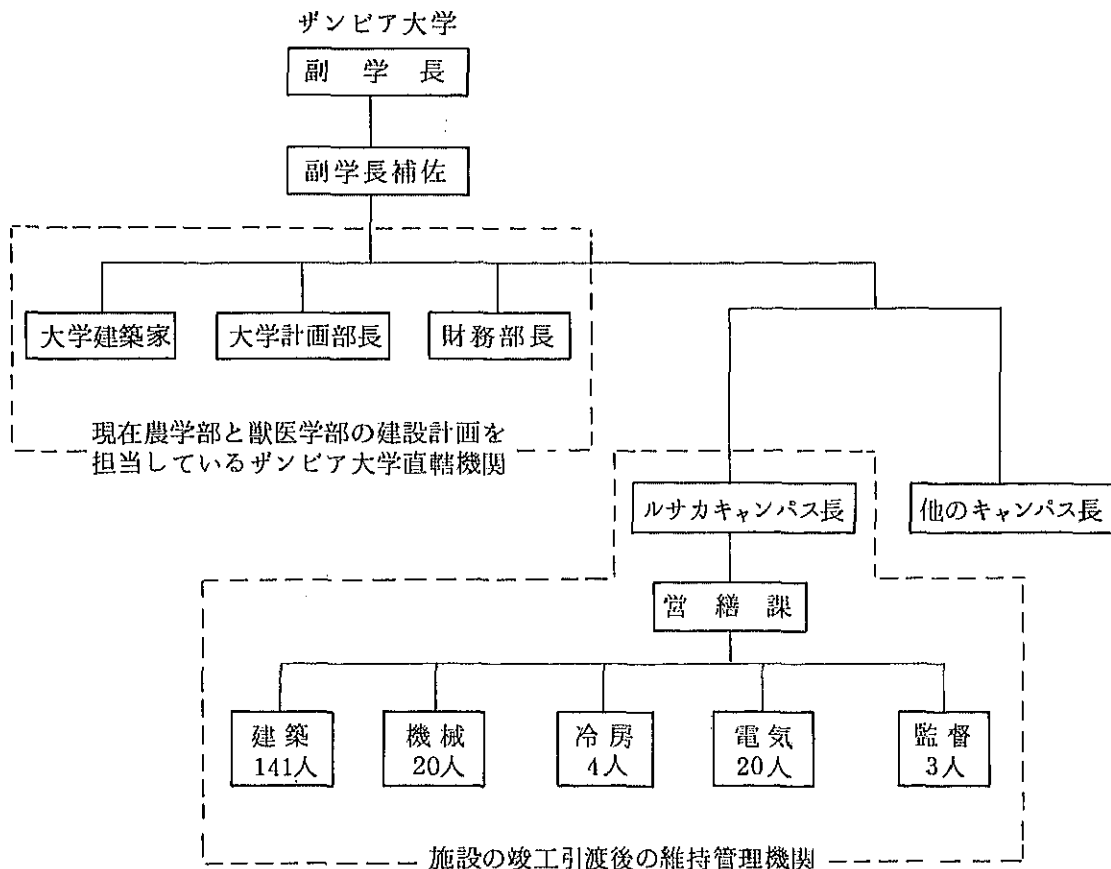 ザンビア大学
副学長
副学長補佐
大学建築家
大学計画部長
財務部長
現在農学部と獣医学部の建設計画を
担当しているザンビア大学直轄機関
ルサカキャンパス長
他のキャンパス長
営繕課
建築
141人
機械
20人
冷房
4人
電気
20人
監督
3人
施設の竣工引渡後の維持管理機関